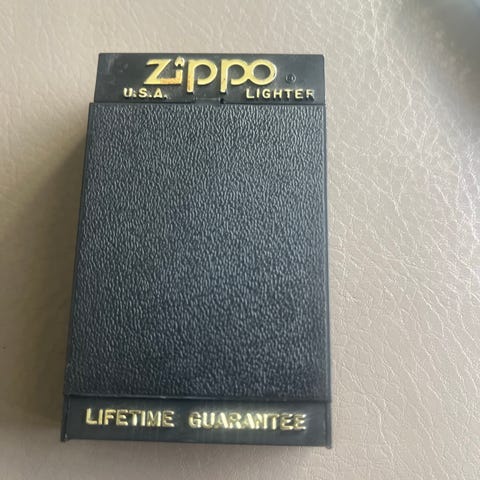 Zippo ®
U.S.A. LIGHTER
LIFETIME GUARANTEE